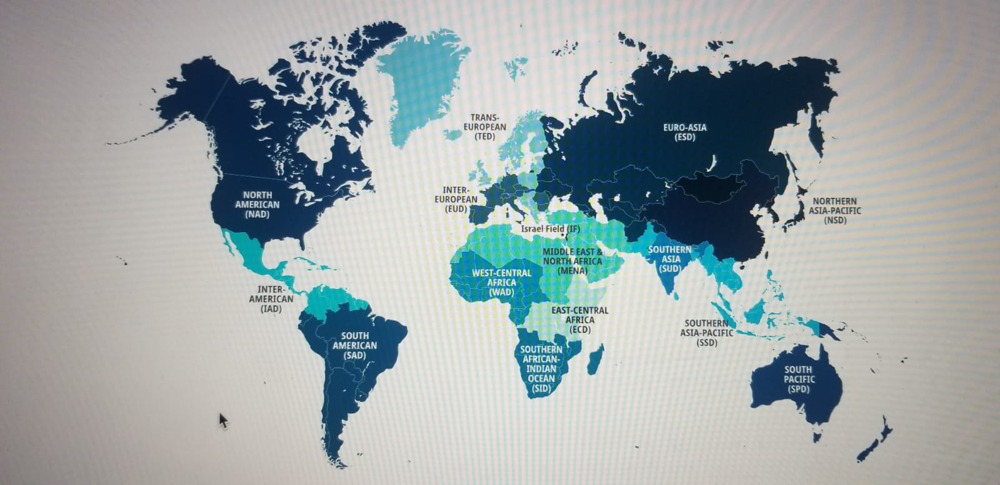 TRANS-
EUROPEAN
(TED)
EURO-ASIA
(ESD)
NORTH
AMERICAN
(NAD)
INTER-
EUROPEAN
(EUD)
NORTHERN
ASIA-PACIFIC
(NSD)
Israel Field (IF)
MIDDLE EAST &
NORTH AFRICA
(MENA)
SOUTHERN
ASIA
(SUD)
WEST-CENTRAL
AFRICA
(WAD)
INTER-
AMERICAN
(IAD)
EAST-CENTRAL
AFRICA
(ECD)
SOUTHERN
ASIA-PACIFIC
(SSD)
SOUTH
AMERICAN
(SAD)
SOUTHERN
AFRICAN-
INDIAN
OCEAN
(SID)
SOUTH
PACIFIC
(SPD)